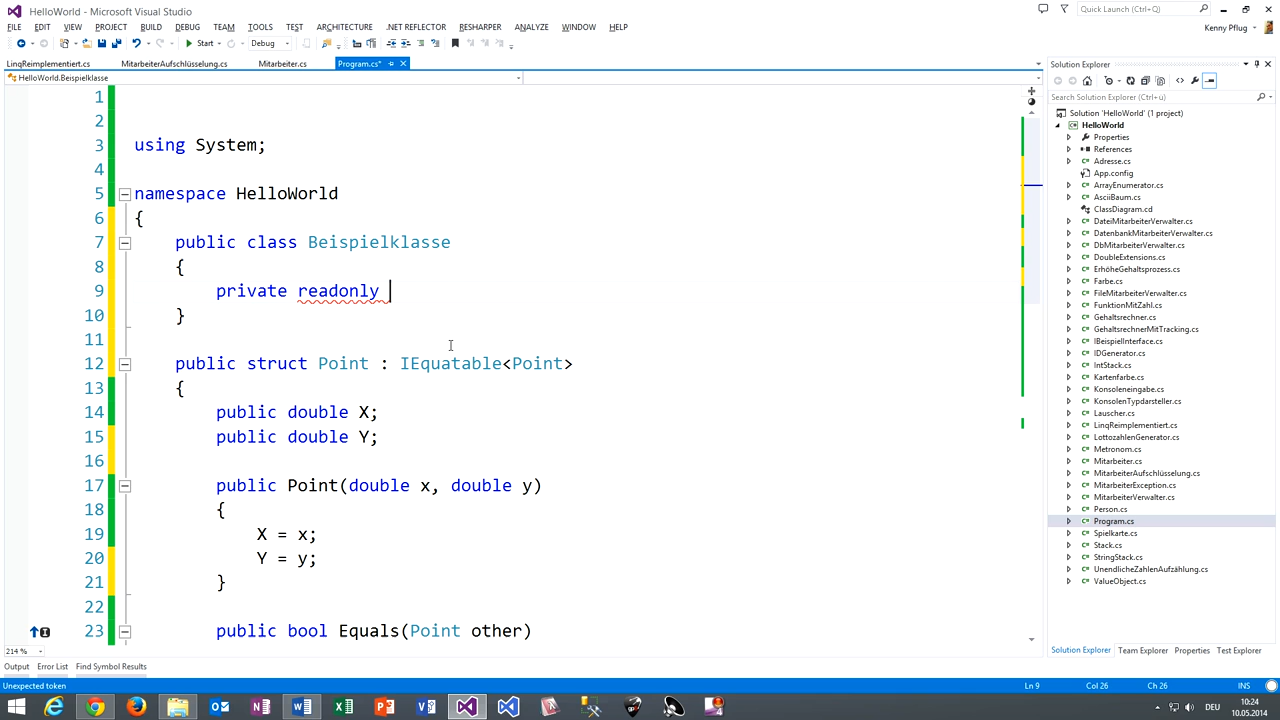 HelloWorld - Microsoft Visual Studio
Quick Launch (Ctrl+Ü)
FILE EDIT VIEW PROJECT BUILD DEBUG TEAM TOOLS TEST ARCHITECTURE .NET REFLECTOR RESHARPER ANALYZE WINDOW HELP
Kenny Pflug
Start
Debug
LinqReimplementiert.cs MitarbeiterAufschlüsselung.cs Mitarbeiter.cs Program.cs*
HelloWorld.Beispielklasse
1
2
3 using System;
4
5 namespace HelloWorld
6 {
7 public class Beispielklasse
8 {
9 private readonly
10 }
11
12 public struct Point : IEquatable<Point>
13 {
14 public double X;
15 public double Y;
16
17 public Point(double x, double y)
18 {
19 X = x;
20 Y = y;
21 }
22
23 public bool Equals(Point other)
214 %
Solution Explorer
Search Solution Explorer (Ctrl+ü)
Solution 'HelloWorld' (1 project)
HelloWorld
Properties
References
Adresse.cs
App.config
ArrayEnumerator.cs
AsciiBaum.cs
ClassDiagram.cd
DateiMitarbeiterVerwalter.cs
DatenbankMitarbeiterVerwalter.cs
DbMitarbeiterVerwalter.cs
DoubleExtensions.cs
ErhöheGehaltsprozess.cs
Farbe.cs
FileMitarbeiterVerwalter.cs
FunktionMitZahl.cs
Gehaltsrechner.cs
GehaltsrechnerMitTracking.cs
IBeispielInterface.cs
IDGenerator.cs
IntStack.cs
Kartenfarbe.cs
Konsoleneingabe.cs
KonsolenTypdarsteller.cs
Lauscher.cs
LinqReimplementiert.cs
LottozahlenGenerator.cs
Metronom.cs
Mitarbeiter.cs
MitarbeiterAufschlüsselung.cs
MitarbeiterException.cs
MitarbeiterVerwalter.cs
Person.cs
Program.cs
Spielkarte.cs
Stack.cs
StringStack.cs
UnendlicheZahlenAufzählung.cs
ValueObject.cs
Solution Explorer Team Explorer Properties Test Explorer
Output Error List Find Symbol Results
Unexpected token Ln 9 Col 26 Ch 26 INS
DEU
10:24
10.05.2014